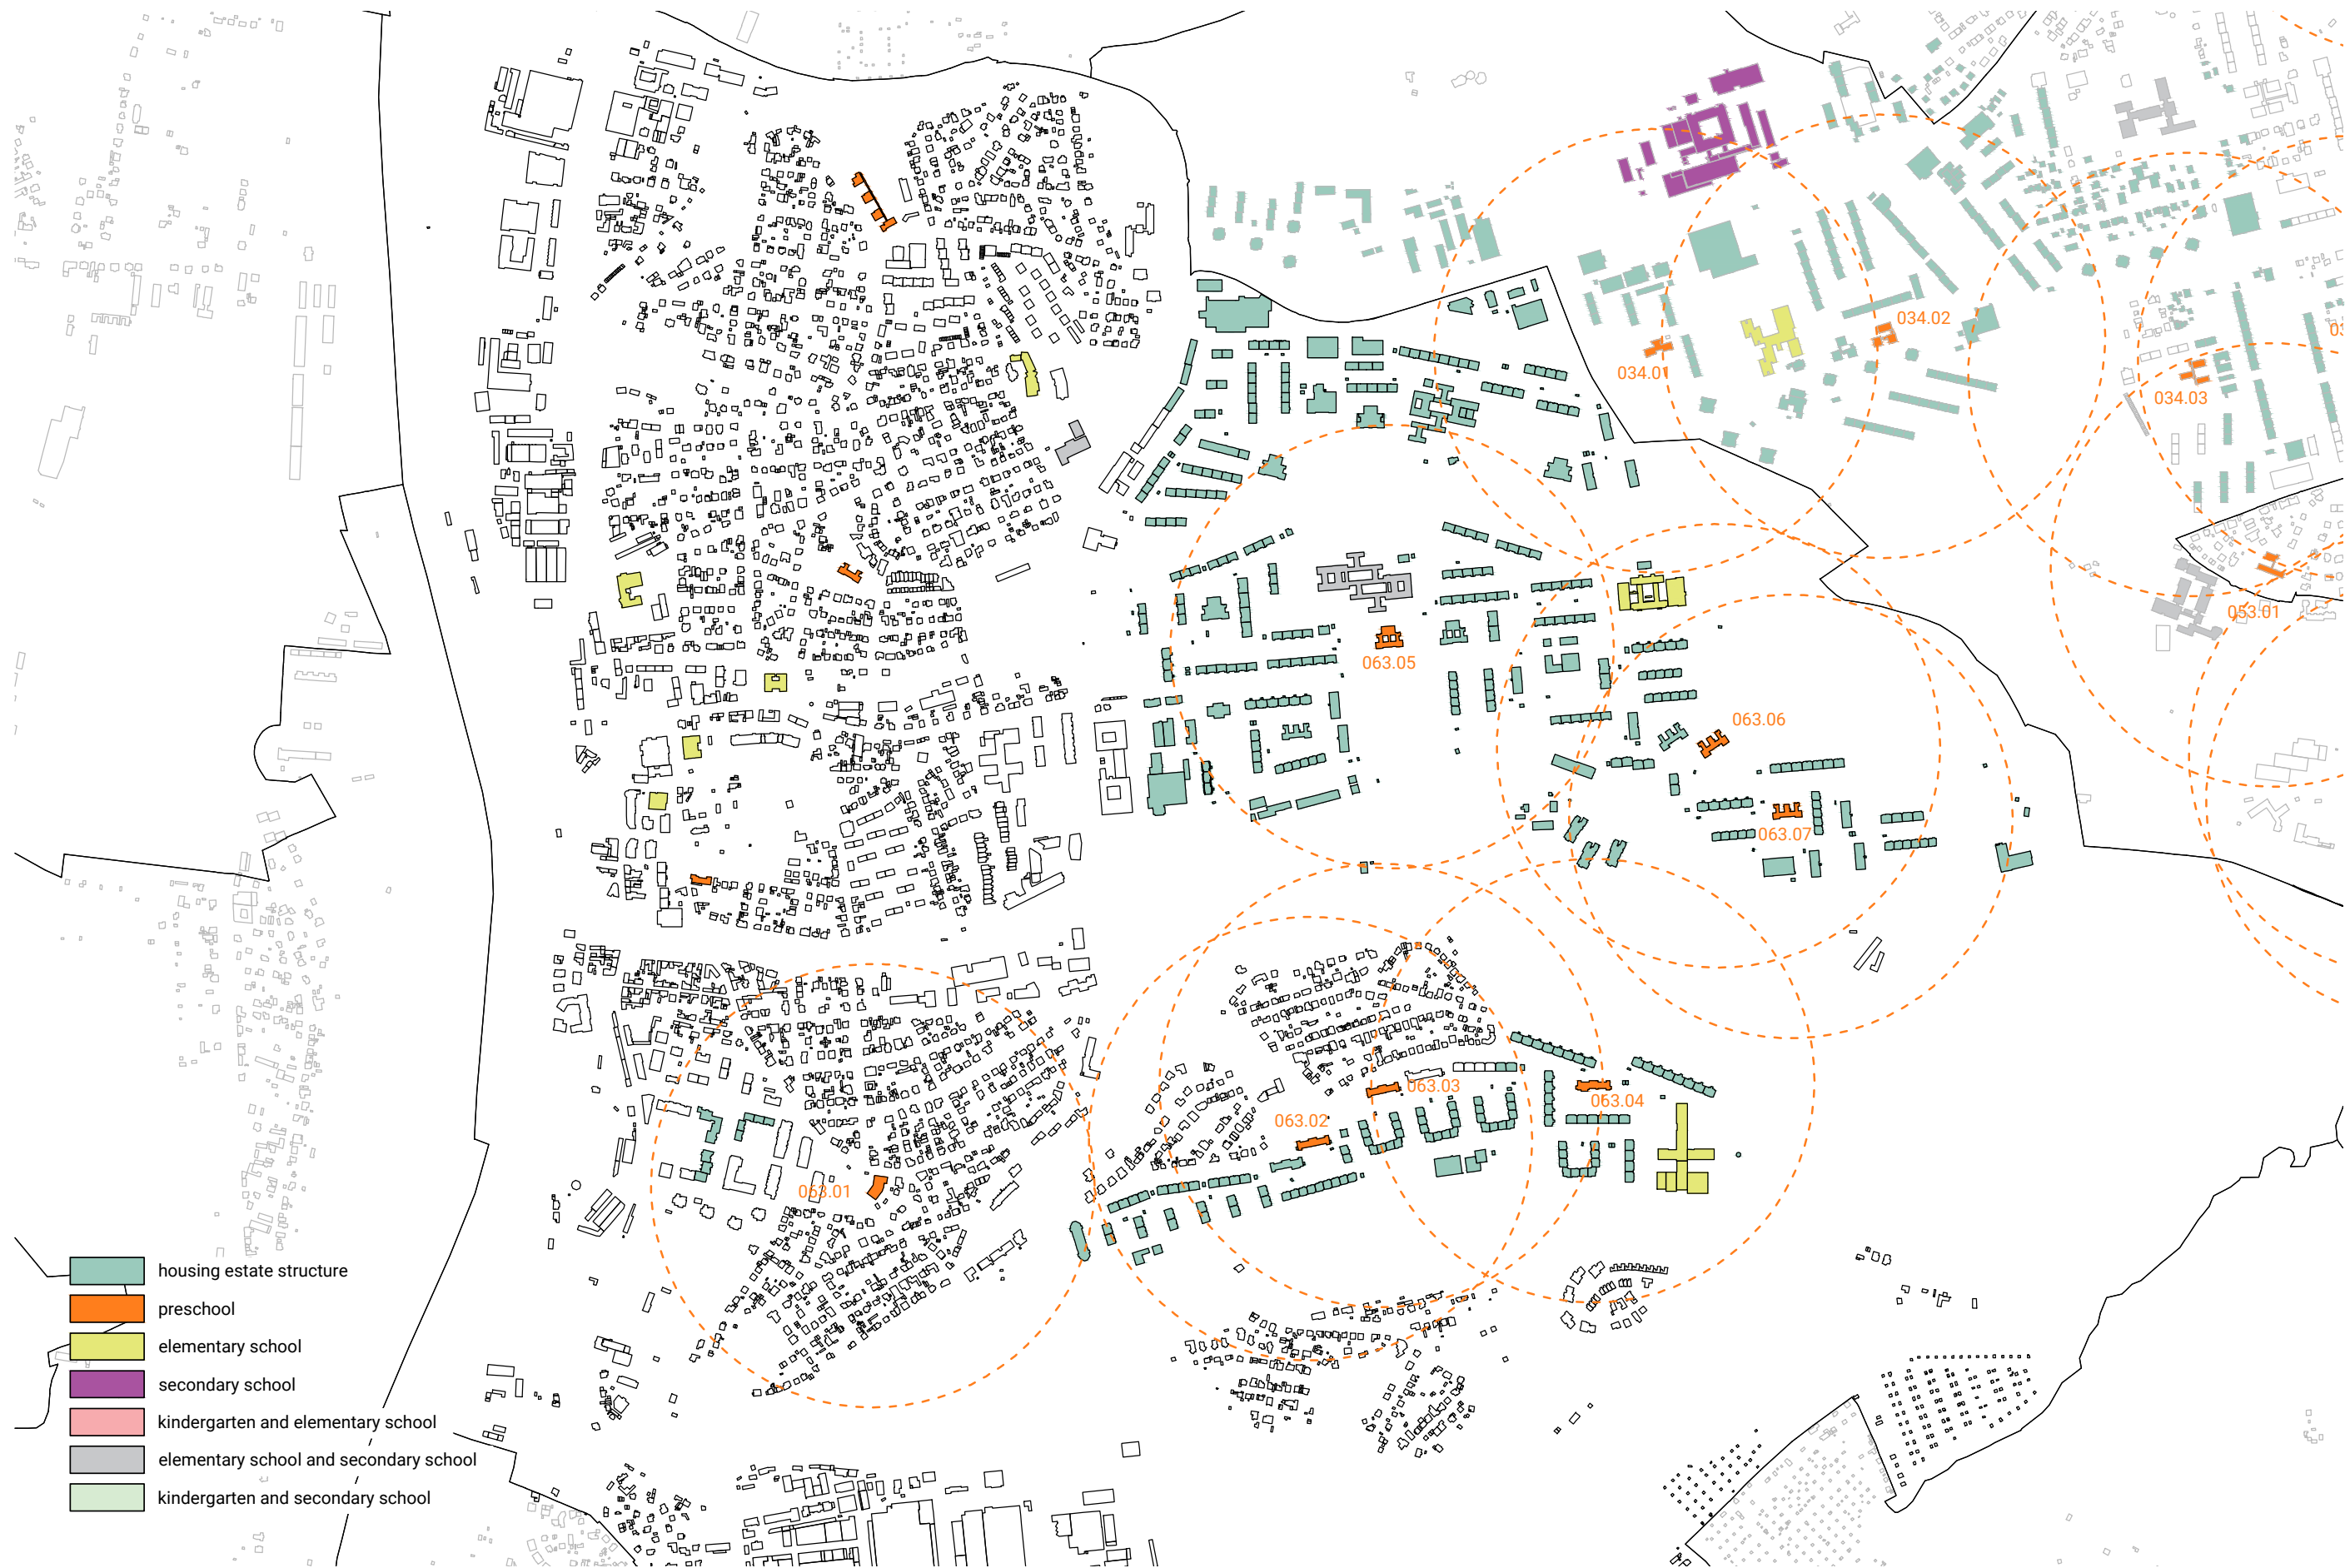 034.02
034.01
034.03
053.01
063.05
063.06
063.07
063.03
063.04
063.02
063.01
housing estate structure
preschool
elementary school
secondary school
kindergarten and elementary school
elementary school and secondary school
kindergarten and secondary school